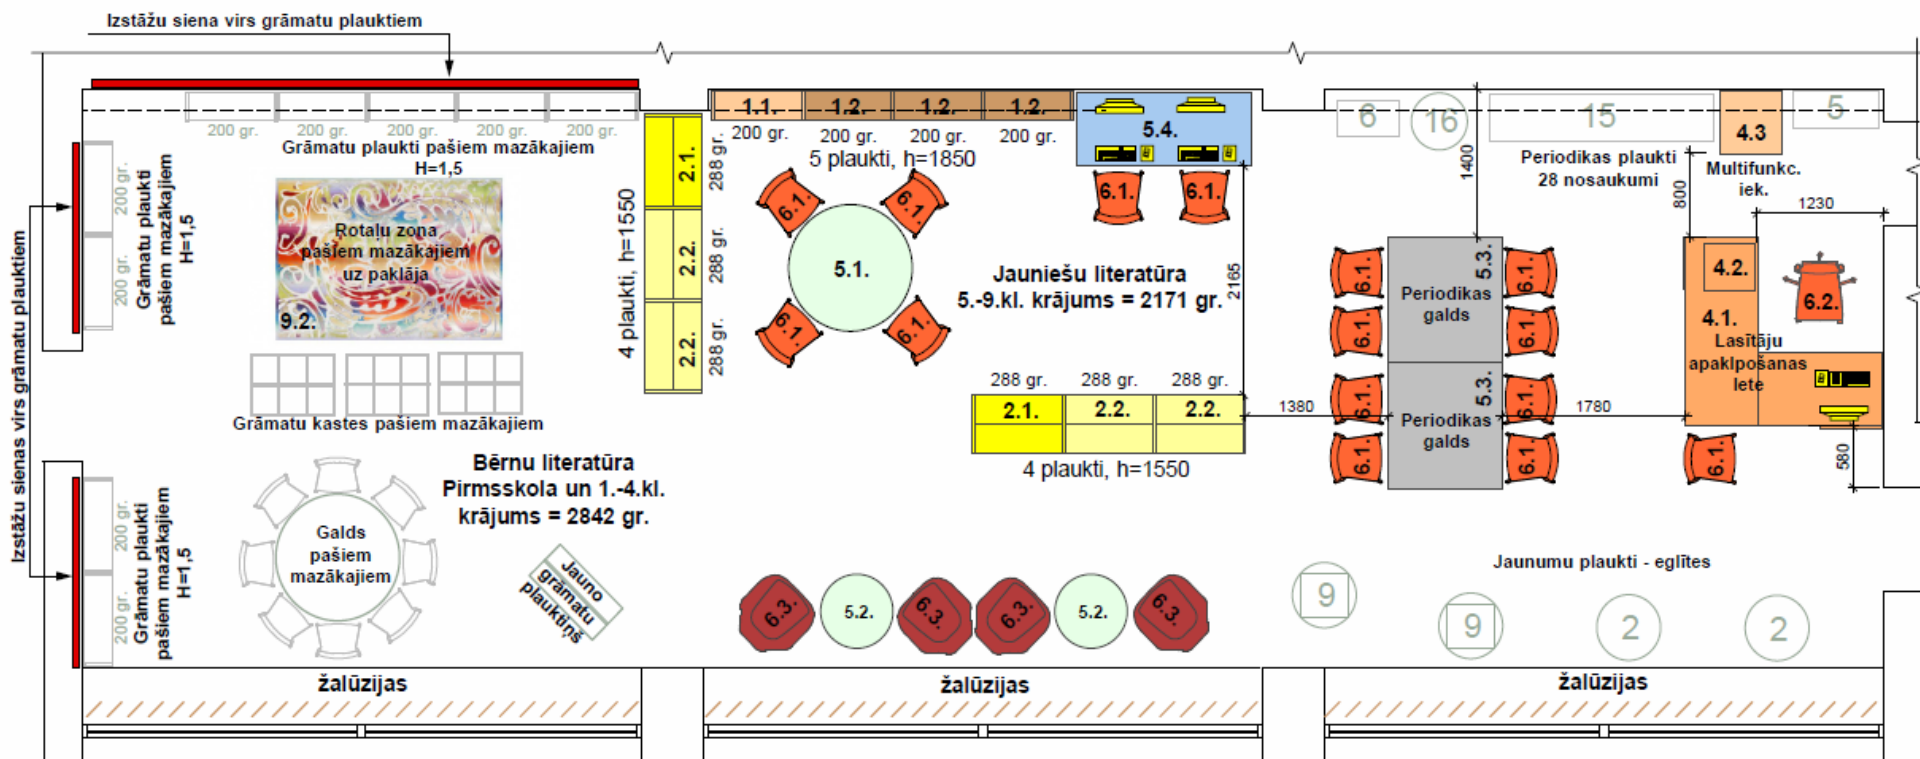 Izstāžu siena virs grāmatu plauktiem
200 gr. 200 gr. 200 gr. 200 gr. 200 gr.
Grāmatu plaukti pašiem mazākajiem
H=1,5
200 gr.
200 gr.
Grāmatu plaukti
pašiem mazākajiem
H=1,5
Izstāžu sienas virs grāmatu plauktiem
Rotaļu zona
pašiem mazākajiem
uz paklāja
9.2.
Grāmatu kastes pašiem mazākajiem
200 gr.
200 gr.
Grāmatu plaukti
pašiem mazākajiem
H=1,5
Galds
pašiem
mazākajiem
Bērnu literatūra
Pirmsskola un 1.-4.kl.
krājums = 2842 gr.
Jauno
grāmatu
plauktiņš
4 plaukti, h=1550
2.1.
2.2.
2.2.
288 gr.
288 gr.
288 gr.
1.1. 1.2. 1.2. 1.2.
200 gr. 200 gr. 200 gr. 200 gr.
5 plaukti, h=1850
5.4.
6.1. 6.1.
6.1. 6.1.
5.1.
6.1. 6.1.
Jauniešu literatūra
5.-9.kl. krājums = 2171 gr.
2165
288 gr. 288 gr. 288 gr.
2.1. 2.2. 2.2.
4 plaukti, h=1550
1380
6.3. 5.2. 6.3. 6.3. 5.2. 6.3.
6 16 15 4.3 5
1400
Periodikas plaukti
28 nosaukumi
800
Multifunkc.
iek.
1230
6.1. 5.3. 6.1.
Periodikas
galds
6.1. 6.1.
6.1. 5.3. 6.1.
Periodikas
galds
6.1. 6.1.
1780
4.2.
6.2.
4.1.
Lasītāju
apaklpošanas
lete
6.1.
580
Jaunumu plaukti - eglītes
9 9 2 2
žalūzijas žalūzijas žalūzijas